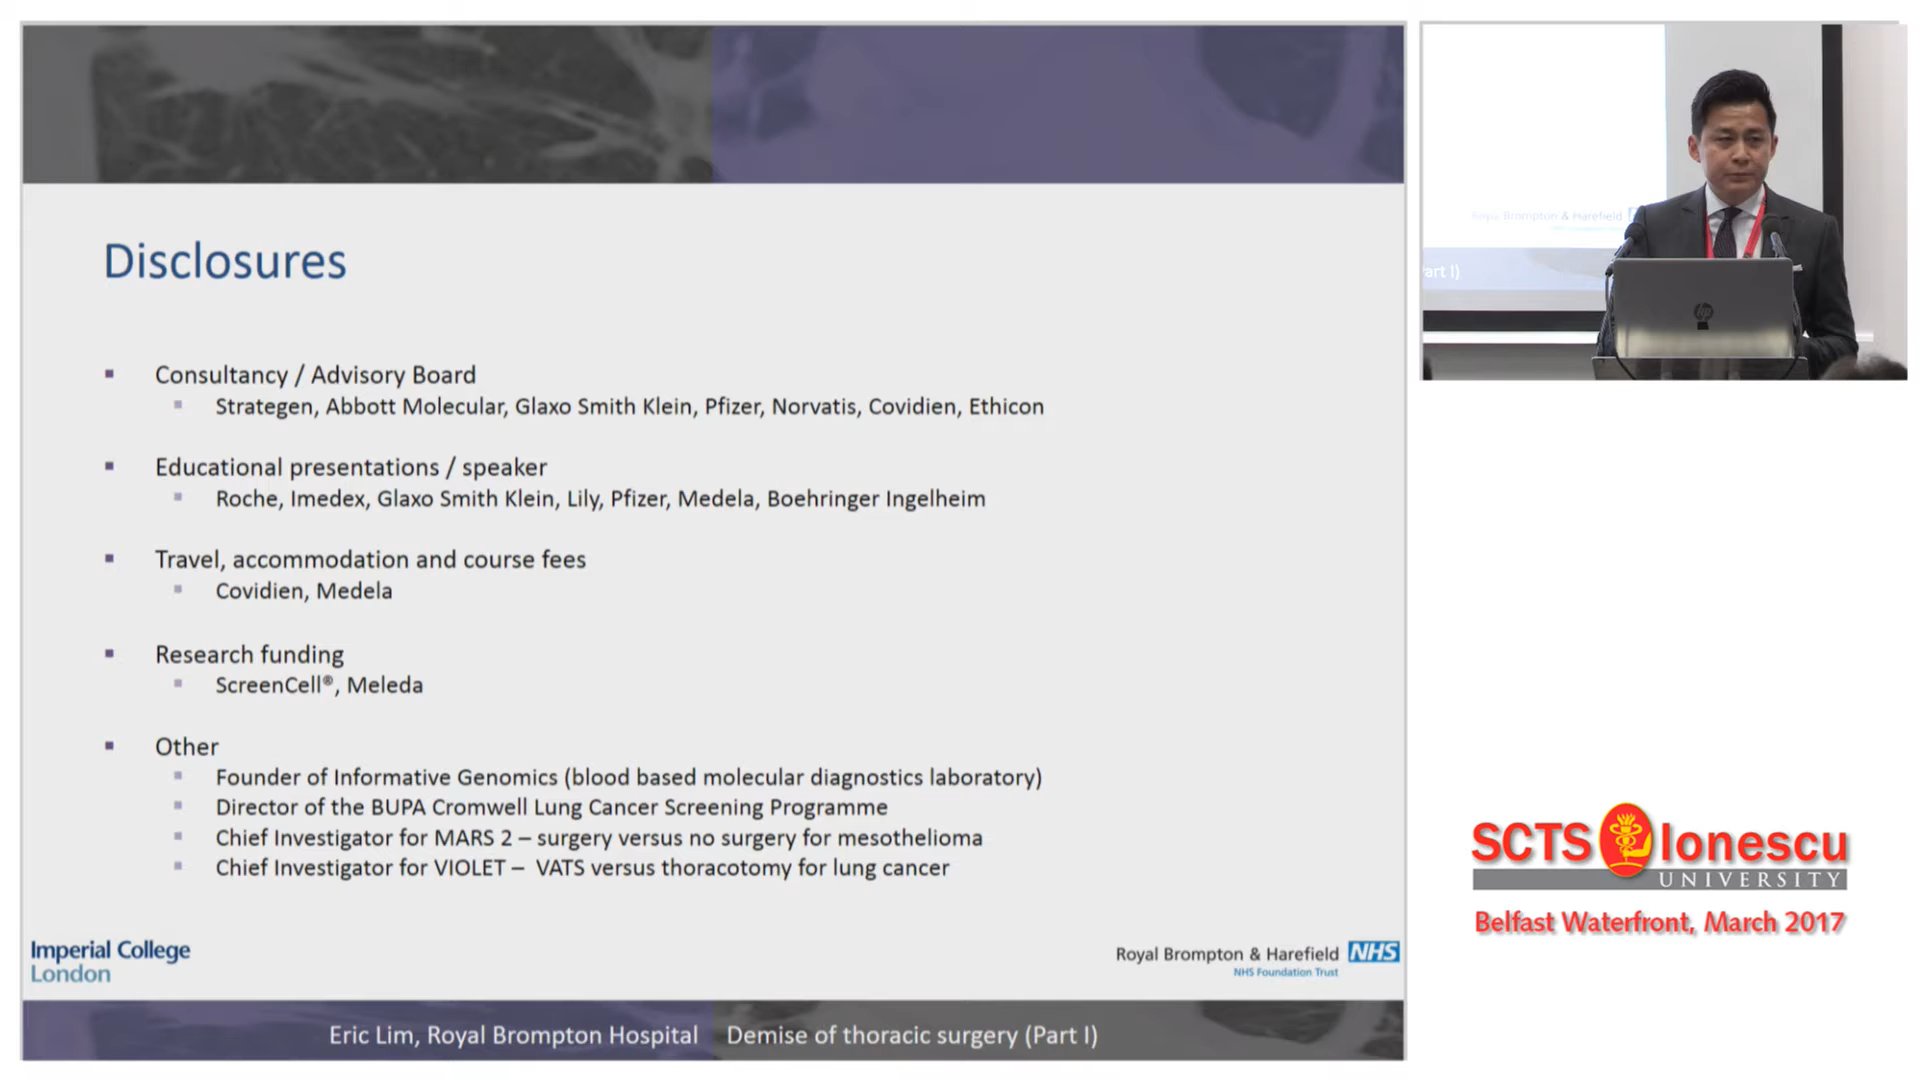 Disclosures
Consultancy / Advisory Board
Strategen, Abbott Molecular, Glaxo Smith Klein, Pfizer, Norvatis, Covidien, Ethicon
Educational presentations / speaker
Roche, Imedex, Glaxo Smith Klein, Lily, Pfizer, Medela, Boehringer Ingelheim
Travel, accommodation and course fees
Covidien, Medela
Research funding
ScreenCell®, Meleda
Other
Founder of Informative Genomics (blood based molecular diagnostics laboratory)
Director of the BUPA Cromwell Lung Cancer Screening Programme
Chief Investigator for MARS 2 – surgery versus no surgery for mesothelioma
Chief Investigator for VIOLET – VATS versus thoracotomy for lung cancer
Imperial College
London
Royal Brompton & Harefield NHS
NHS Foundation Trust
Eric Lim, Royal Brompton Hospital Demise of thoracic surgery (Part I)
Royal Brompton & Harefield
art I)
hp
SCTS Ionescu
UNIVERSITY
Belfast Waterfront, March 2017